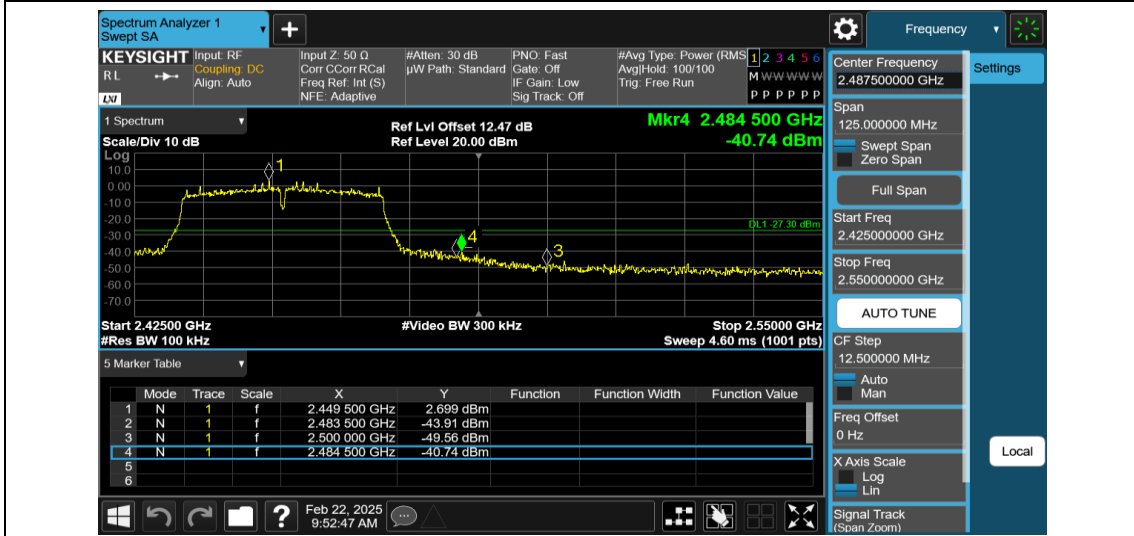 Spectrum Analyzer 1
Swept SA
+
Frequency
KEYSIGHT
RL
LXI
Input: RF
Coupling: DC
Align: Auto
Input Z: 50 Ω
Corr CCorr RCal
Freq Ref: Int (S)
NFE: Adaptive
#Atten: 30 dB
µW Path: Standard
PNO: Fast
Gate: Off
IF Gain: Low
Sig Track: Off
#Avg Type: Power (RMS
Avg|Hold: 100/100
Trig: Free Run
1 2 3 4 5 6
M W W W W W
P P P P P P
1 Spectrum
Scale/Div 10 dB
Ref Lvl Offset 12.47 dB
Ref Level 20.00 dBm
Mkr4 2.484 500 GHz
-40.74 dBm
Log
10.0
0.00
-10.0
-20.0
-30.0
-40.0
-50.0
-60.0
-70.0
1
4
3
DL1 -27.30 dBm
Start 2.42500 GHz
#Res BW 100 kHz
#Video BW 300 kHz
Stop 2.55000 GHz
Sweep 4.60 ms (1001 pts)
5 Marker Table
Mode Trace Scale X Y Function Function Width Function Value
1 N 1 f 2.449 500 GHz 2.699 dBm
2 N 1 f 2.483 500 GHz -43.91 dBm
3 N 1 f 2.500 000 GHz -49.56 dBm
4 N 1 f 2.484 500 GHz -40.74 dBm
5
6
?
Feb 22, 2025
9:52:47 AM
Center Frequency
2.487500000 GHz
Span
125.000000 MHz
Swept Span
Zero Span
Full Span
Start Freq
2.425000000 GHz
Stop Freq
2.550000000 GHz
AUTO TUNE
CF Step
12.500000 MHz
Auto
Man
Freq Offset
0 Hz
X Axis Scale
Log
Lin
Signal Track
(Span Zoom)
Settings
Local